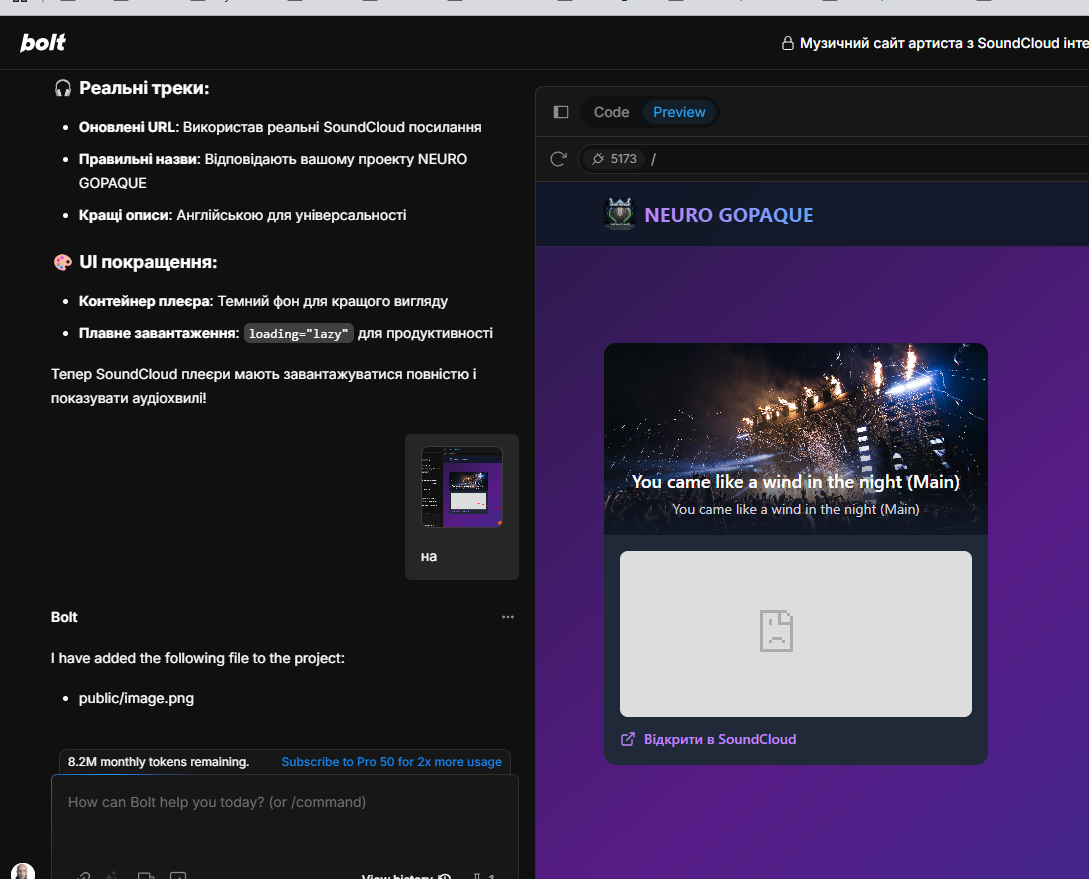 bolt
Музичний сайт артиста з SoundCloud інте
Реальні треки:
Оновлені URL: Використав реальні SoundCloud посилання
Правильні назви: Відповідають вашому проекту NEURO
GOPAQUE
Кращі описи: Англійською для універсальності
UI покращення:
Контейнер плеєра: Темний фон для кращого вигляду
Плавне завантаження: loading="lazy" для продуктивності
Тепер SoundCloud плеєри мають завантажуватися повністю і
показувати аудіохвилі!
на
Bolt
I have added the following file to the project:
public/image.png
8.2M monthly tokens remaining. Subscribe to Pro 50 for 2x more usage
How can Bolt help you today? (or /command)
View history
1
Code Preview
5173 /
NEURO GOPAQUE
You came like a wind in the night (Main)
You came like a wind in the night (Main)
Відкрити в SoundCloud